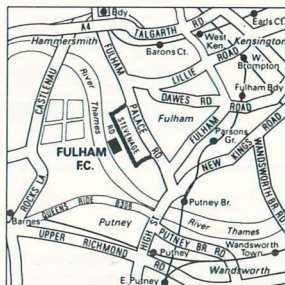 Bdy
Earls Ct.
A4
TALGARTH RD
Hammersmith
West
Ken.
Kensington
Barons Ct.
ROAD
W.
Brompton
FULHAM
PALACE
RD
LILLIE
CASTLENAU
River
Thames
DAWES RD
ROAD
Fulham Bdy
STEVENAGE
RD
Fulham
FULHAM
Parsons
Gr.
FULHAM
F.C.
NEW KINGS ROAD
WANDSWORTH BR. RD
ROCKS LA
QUEENS RIDE B306
Putney Br.
Barnes
Putney
River Thames
HIGH ST
PUTNEY BR. RD
Wandsworth
Town
UPPER RICHMOND RD
Putney
Wandsworth
E. Putney